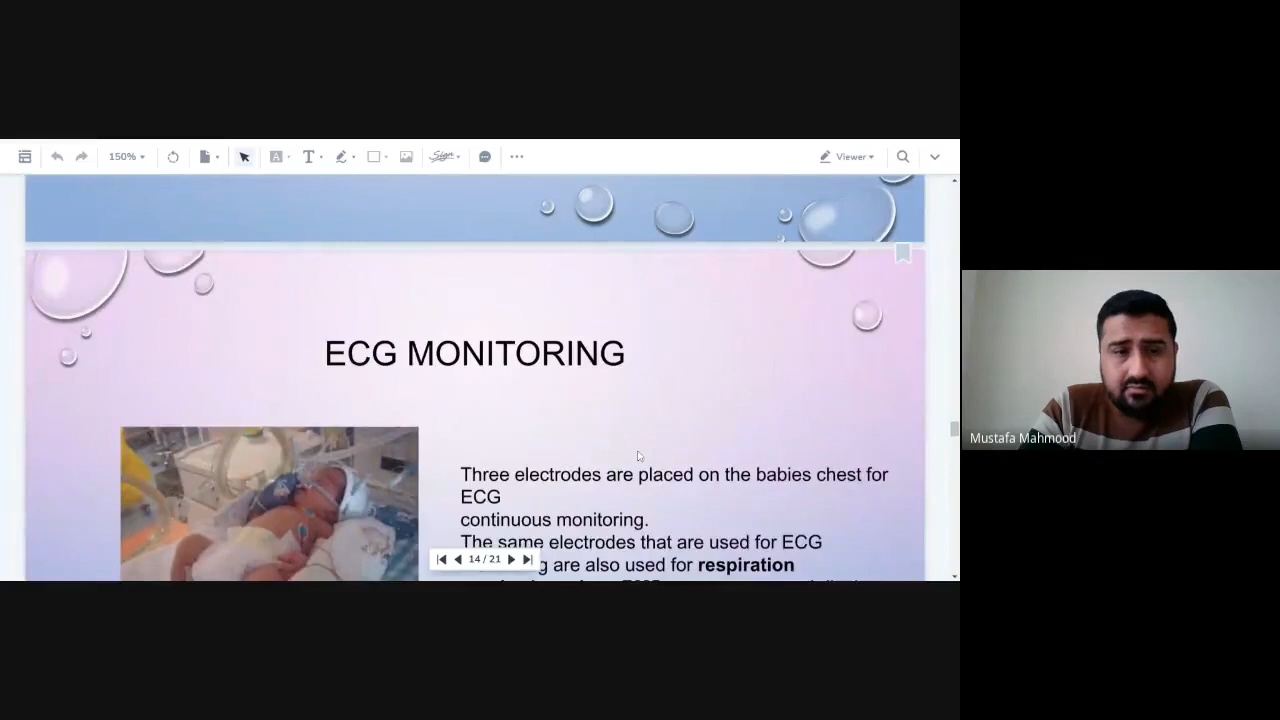 150%
A
T
Sign
Viewer
ECG MONITORING
Three electrodes are placed on the babies chest for
ECG
continuous monitoring.
The same electrodes that are used for ECG
g are also used for respiration
14 / 21
Mustafa Mahmood